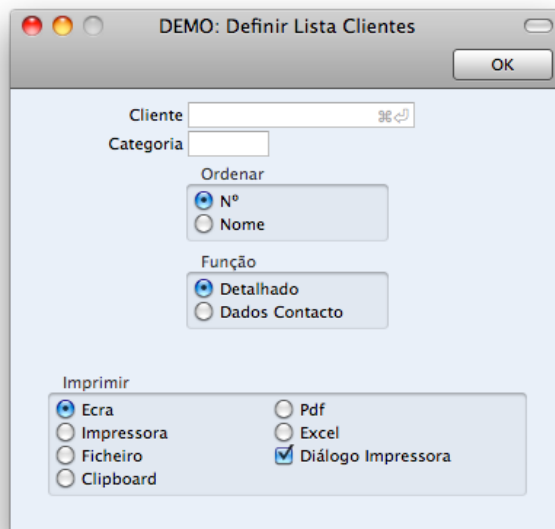 DEMO: Definir Lista Clientes
OK
Cliente
Categoria
Ordenar
Nº
Nome
Função
Detalhado
Dados Contacto
Imprimir
Ecra
Pdf
Impressora
Excel
Ficheiro
Diálogo Impressora
Clipboard